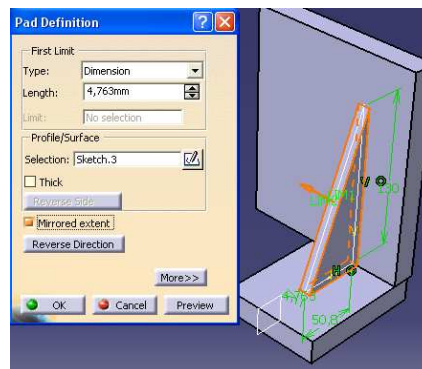 Pad Definition
First Limit
Type: Dimension
Length: 4,763mm
Limit: No selection
Profile/Surface
Selection: Sketch.3
Thick
Reverse Side
Mirrored extent
Reverse Direction
More>>
OK Cancel Preview
V
130
H
50,8